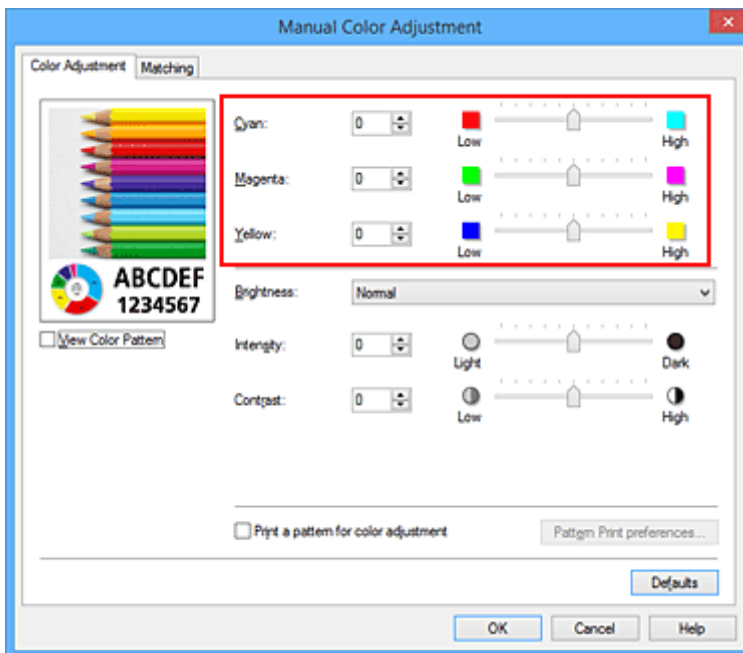 Manual Color Adjustment
Color Adjustment Matching
Cyan: 0 Low High
Magenta: 0 Low High
Yellow: 0 Low High
ABCDEF
1234567
View Color Pattern
Brightness: Normal
Intensity: 0 Light Dark
Contrast: 0 Low High
Print a pattern for color adjustment Pattern Print preferences...
Defaults
OK Cancel Help